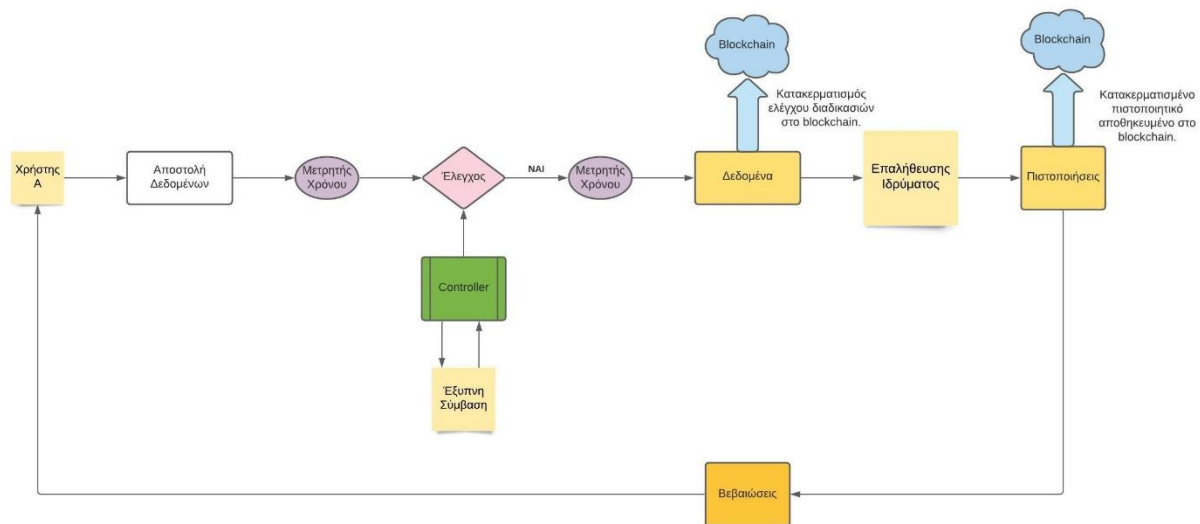 Blockchain
Κατακερματισμός
ελέγχου διαδικασιών
στο blockchain.
Blockchain
Κατακερματισμένο
πιστοποιητικό
αποθηκευμένο στο
blockchain.
Χρήστης
Α
Αποστολή
Δεδομένων
Μετρητής
Χρόνου
Έλεγχος
ΝΑΙ
Μετρητής
Χρόνου
Δεδομένα
Επαλήθευσης
Ιδρύματος
Πιστοποιήσεις
Controller
Έξυπνη
Σύμβαση
Βεβαιώσεις